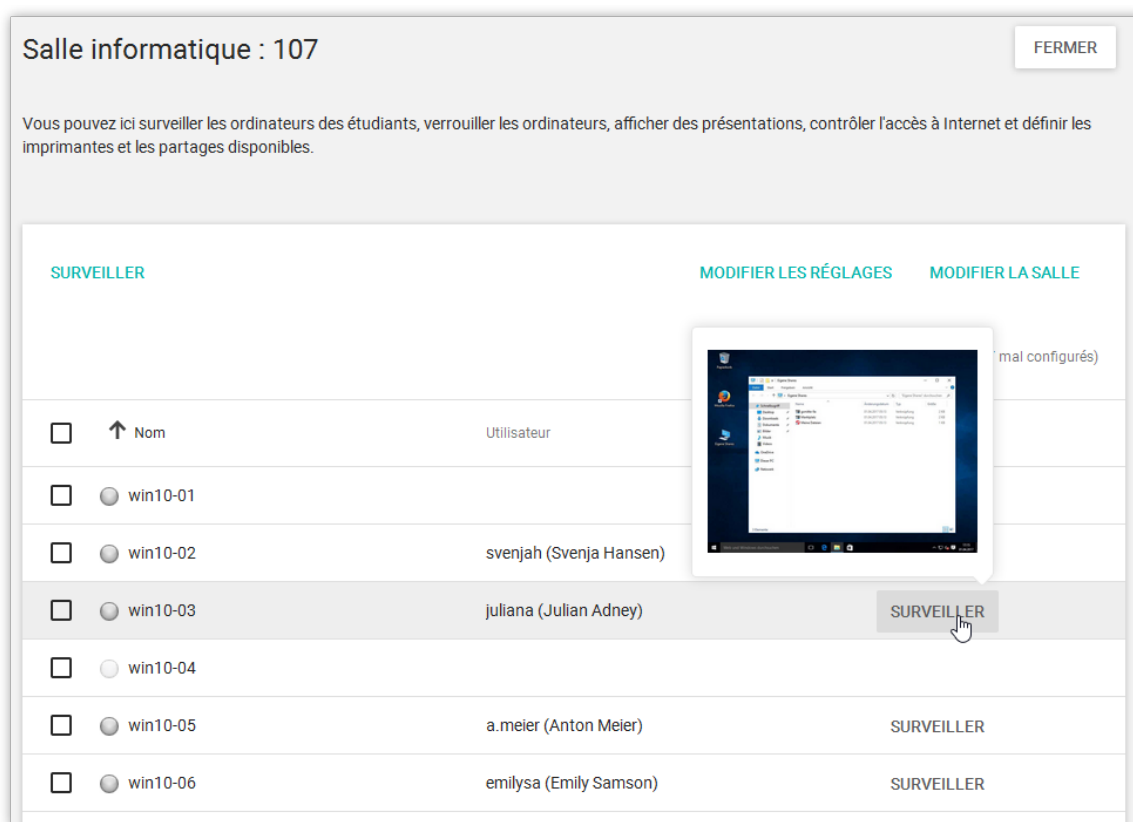 Salle informatique : 107
FERMER
Vous pouvez ici surveiller les ordinateurs des étudiants, verrouiller les ordinateurs, afficher des présentations, contrôler l'accès à Internet et définir les
imprimantes et les partages disponibles.
SURVEILLER
MODIFIER LES RÉGLAGES
MODIFIER LA SALLE
mal configurés)
Nom
Utilisateur
win10-01
win10-02
svenjah (Svenja Hansen)
win10-03
juliana (Julian Adney)
SURVEILLER
win10-04
win10-05
a.meier (Anton Meier)
SURVEILLER
win10-06
emilysa (Emily Samson)
SURVEILLER